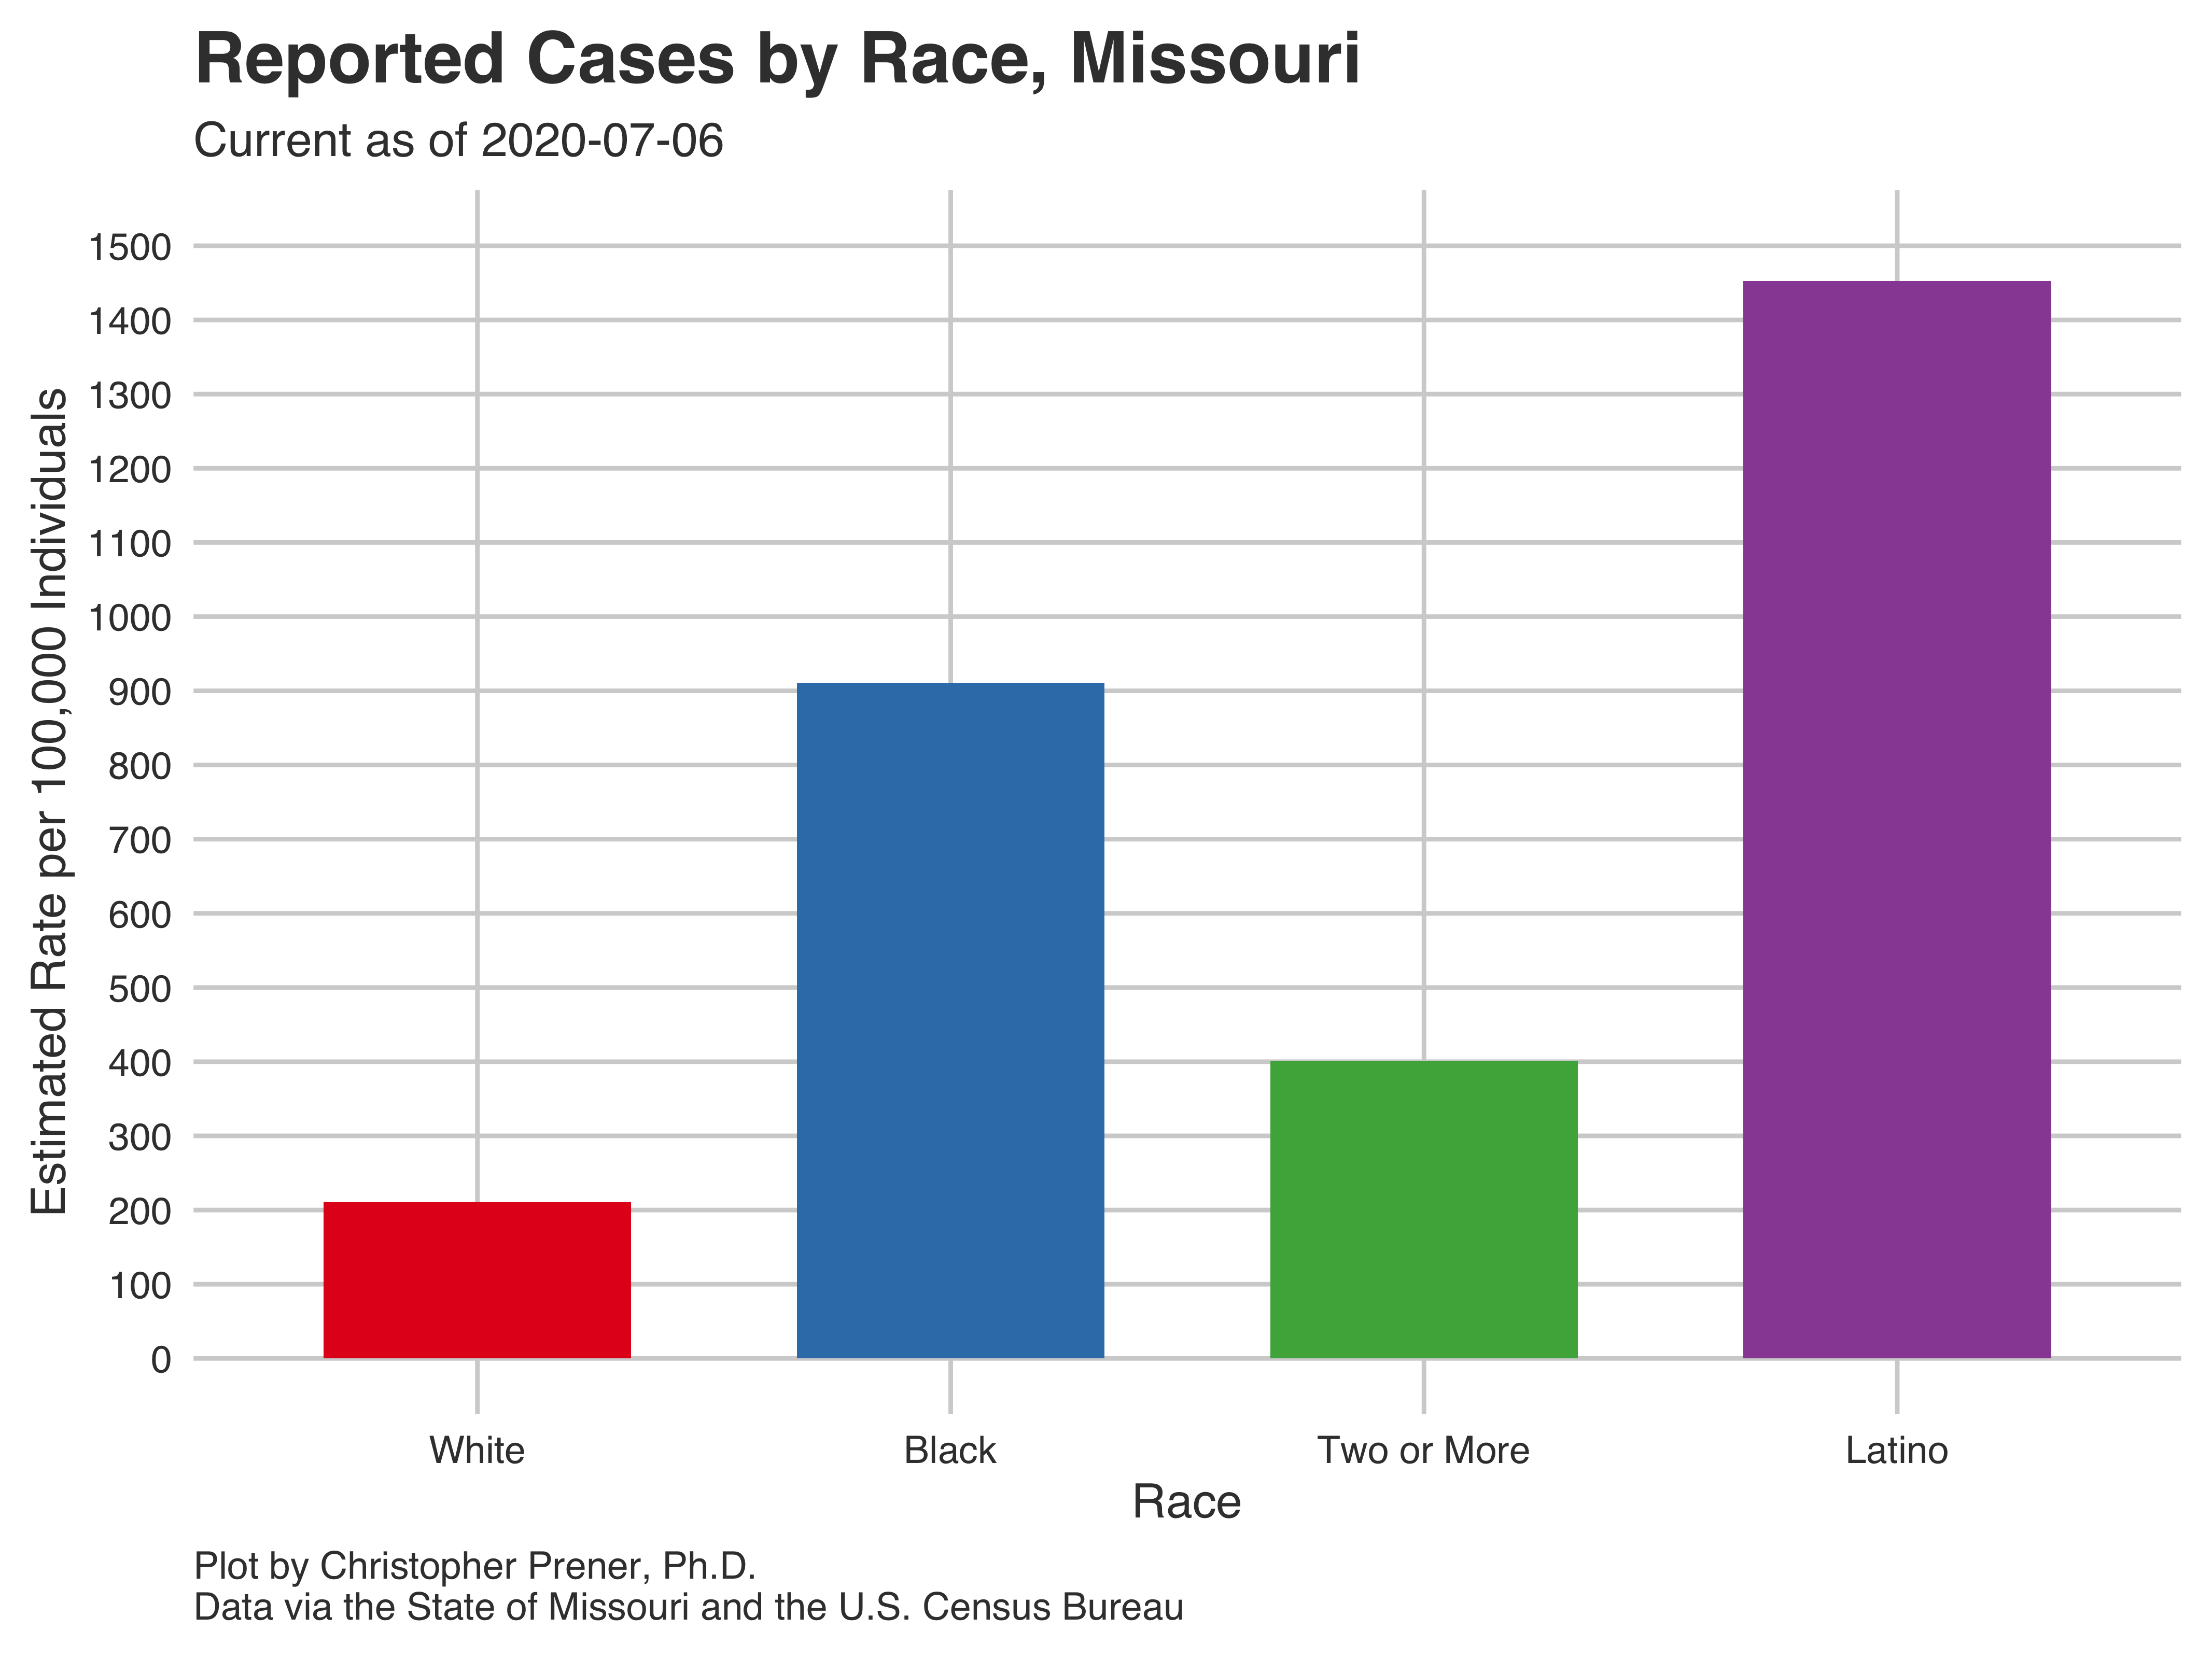 Reported Cases by Race, Missouri
Current as of 2020-07-06
Estimated Rate per 100,000 Individuals
1500
1400
1300
1200
1100
1000
900
800
700
600
500
400
300
200
100
0
White Black Two or More Latino
Race
Plot by Christopher Prener, Ph.D.
Data via the State of Missouri and the U.S. Census Bureau